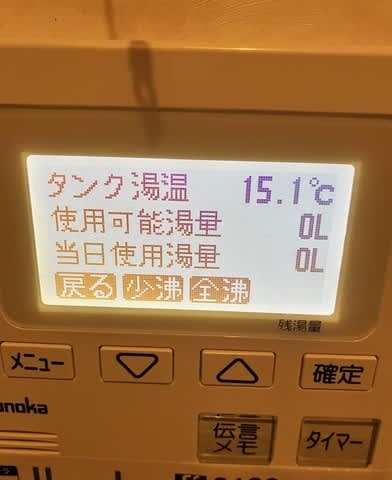 タンク湯温 15.1℃
使用可能湯量 0L
当日使用湯量 0L
戻る 少沸 全沸
残湯量
メニュー ▽ △ 確定
anoka
伝言メモ タイマー